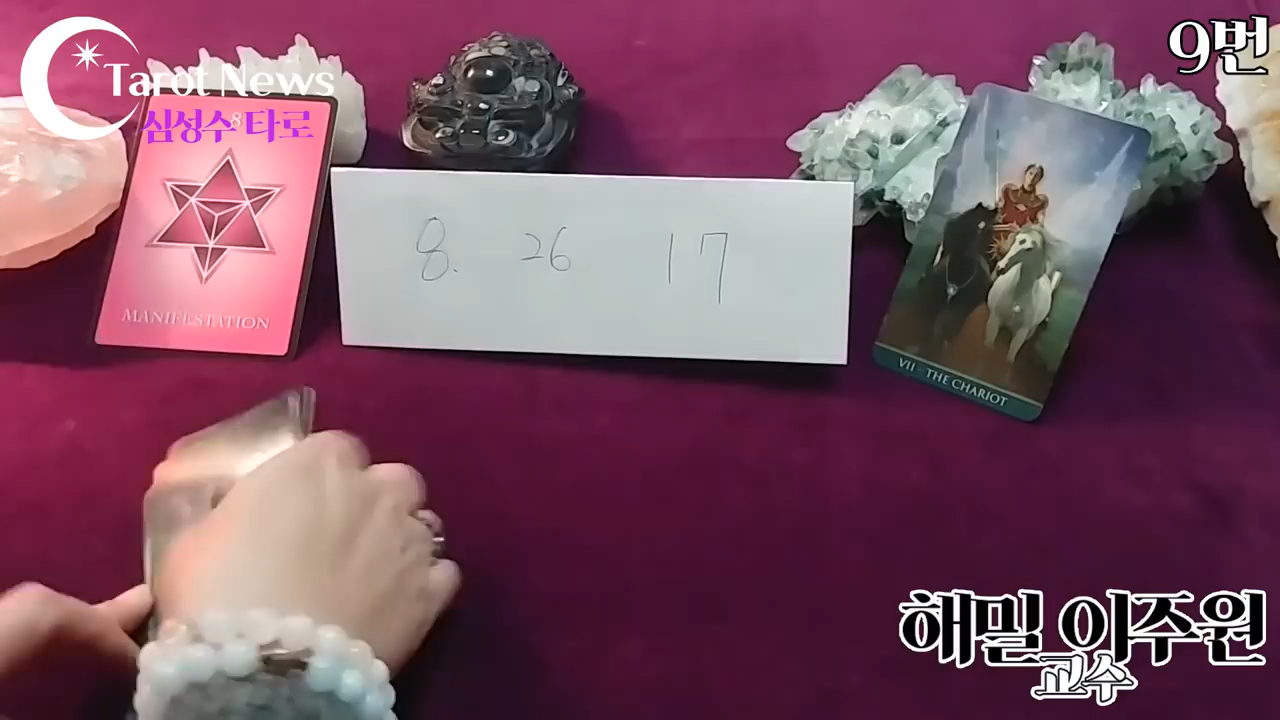 Tarot News
심성수 타로
9번
8
MANIFESTATION
8. 26 17
VII - THE CHARIOT
해밀 이주원
교수